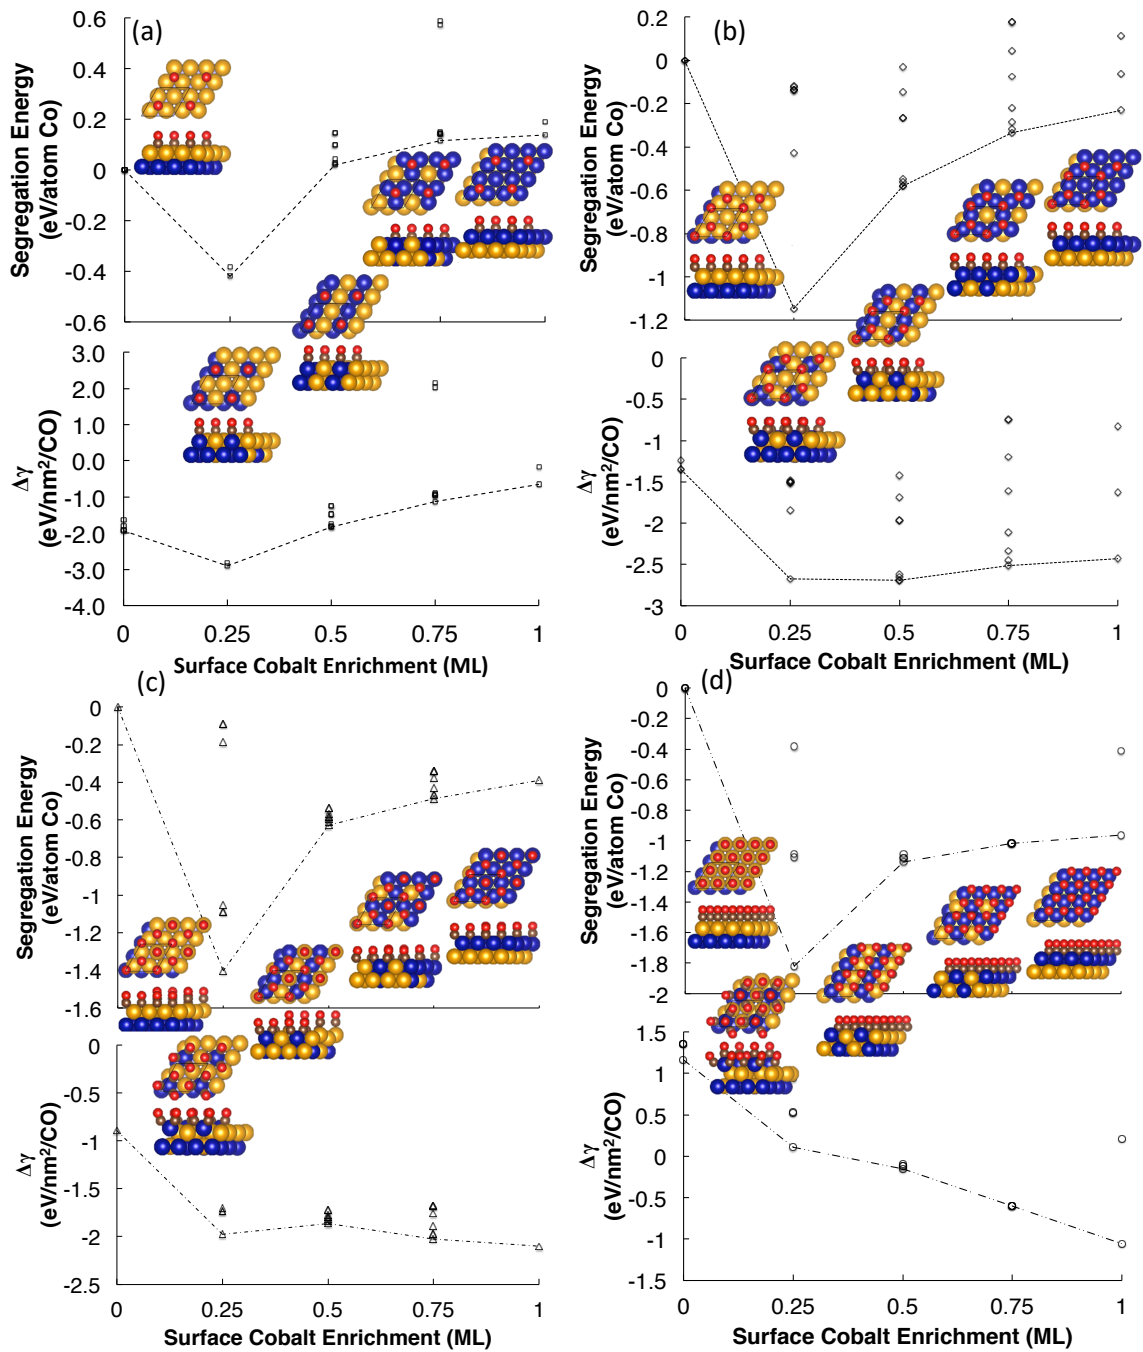 (a)
Segregation Energy
(eV/atom Co)
0.6
0.4
0.2
0
-0.2
-0.4
-0.6
Δγ
(eV/nm²/CO)
3.0
2.0
1.0
0.0
-1.0
-2.0
-3.0
-4.0
0 0.25 0.5 0.75 1
Surface Cobalt Enrichment (ML)
(b)
Segregation Energy
(eV/atom Co)
0.2
0
-0.2
-0.4
-0.6
-0.8
-1
-1.2
Δγ
(eV/nm²/CO)
0
-0.5
-1
-1.5
-2
-2.5
-3
0 0.25 0.5 0.75 1
Surface Cobalt Enrichment (ML)
(c)
Segregation Energy
(eV/atom Co)
0
-0.2
-0.4
-0.6
-0.8
-1
-1.2
-1.4
-1.6
Δγ
(eV/nm²/CO)
0
-0.5
-1
-1.5
-2
-2.5
0 0.25 0.5 0.75 1
Surface Cobalt Enrichment (ML)
(d)
Segregation Energy
(eV/atom Co)
0
-0.2
-0.4
-0.6
-0.8
-1
-1.2
-1.4
-1.6
-1.8
-2
Δγ
(eV/nm²/CO)
1.5
1
0.5
0
-0.5
-1
-1.5
0 0.25 0.5 0.75 1
Surface Cobalt Enrichment (ML)